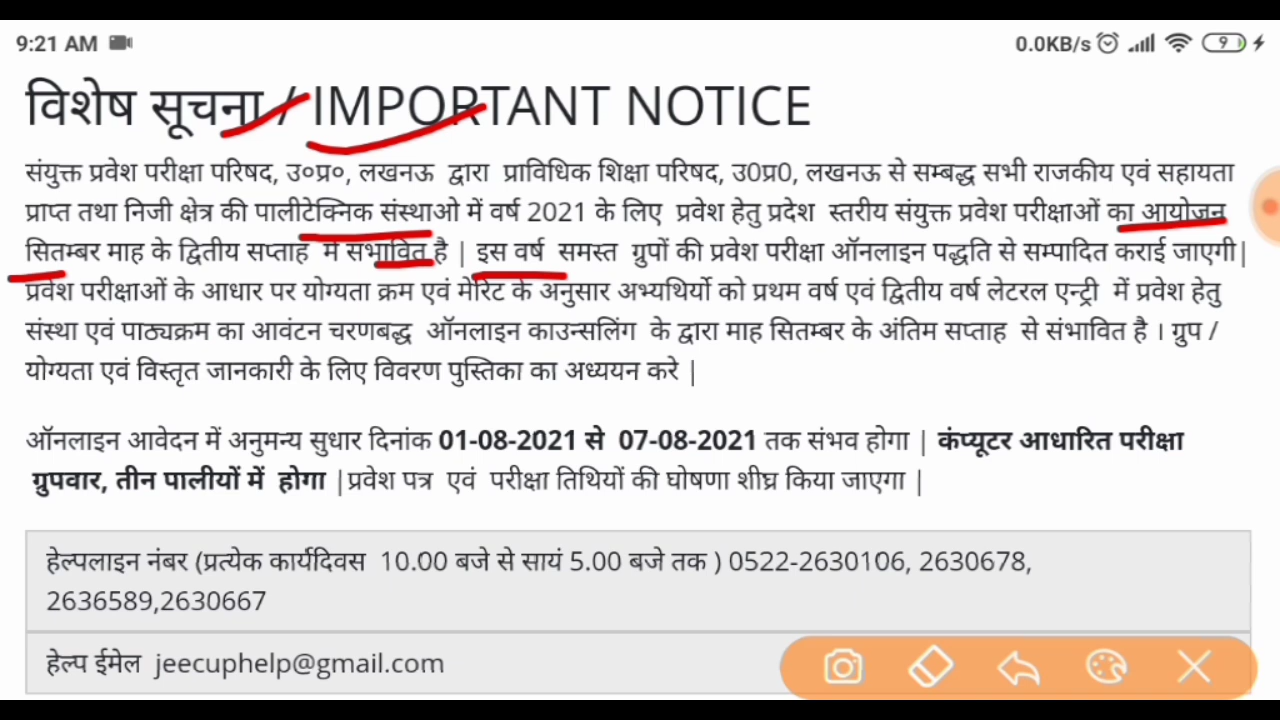 9:21 AM
0.0KB/s
9
विशेष सूचना / IMPORTANT NOTICE
संयुक्त प्रवेश परीक्षा परिषद, उ०प्र०, लखनऊ द्वारा प्राविधिक शिक्षा परिषद, उ0प्र0, लखनऊ से सम्बद्ध सभी राजकीय एवं सहायता
प्राप्त तथा निजी क्षेत्र की पालीटेक्निक संस्थाओ में वर्ष 2021 के लिए प्रवेश हेतु प्रदेश स्तरीय संयुक्त प्रवेश परीक्षाओं का आयोजन
सितम्बर माह के द्वितीय सप्ताह में संभावित है | इस वर्ष समस्त ग्रुपों की प्रवेश परीक्षा ऑनलाइन पद्धति से सम्पादित कराई जाएगी|
प्रवेश परीक्षाओं के आधार पर योग्यता क्रम एवं मेरिट के अनुसार अभ्यथिर्यो को प्रथम वर्ष एवं द्वितीय वर्ष लेटरल एन्ट्री में प्रवेश हेतु
संस्था एवं पाठ्यक्रम का आवंटन चरणबद्ध ऑनलाइन काउन्सलिंग के द्वारा माह सितम्बर के अंतिम सप्ताह से संभावित है । ग्रुप /
योग्यता एवं विस्तृत जानकारी के लिए विवरण पुस्तिका का अध्ययन करे |
ऑनलाइन आवेदन में अनुमन्य सुधार दिनांक 01-08-2021 से 07-08-2021 तक संभव होगा | कंप्यूटर आधारित परीक्षा
ग्रुपवार, तीन पालीयों में होगा |प्रवेश पत्र एवं परीक्षा तिथियों की घोषणा शीघ्र किया जाएगा |
हेल्पलाइन नंबर (प्रत्येक कार्यदिवस 10.00 बजे से सायं 5.00 बजे तक ) 0522-2630106, 2630678,
2636589,2630667
हेल्प ईमेल jeecuphelp@gmail.com